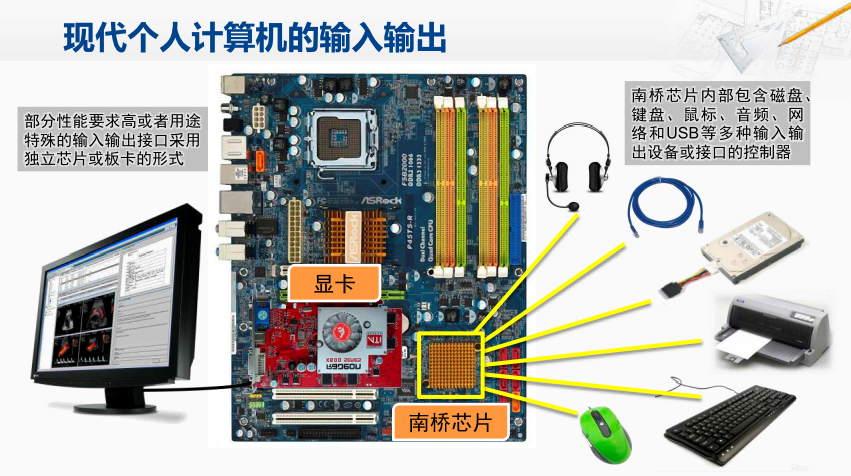 现代个人计算机的输入输出
部分性能要求高或者用途
特殊的输入输出接口采用
独立芯片或板卡的形式
南桥芯片内部包含磁盘、
键盘、鼠标、音频、网
络和USB等多种输入输
出设备或接口的控制器
FSB2000
DDR2 1066
DDR3 1333
ASRock
ASRock
P45TS-R
Dual Channel
Quad Core CPU
显卡
X800 SERIES
RADEON
ATI
南桥芯片